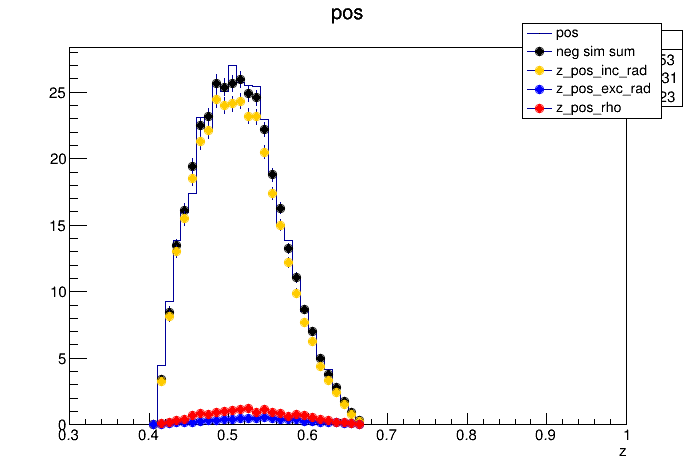 pos
pos
neg sim sum
z_pos_inc_rad
z_pos_exc_rad
z_pos_rho
53
31
23
25
20
15
10
5
0
0.3 0.4 0.5 0.6 0.7 0.8 0.9 1
z